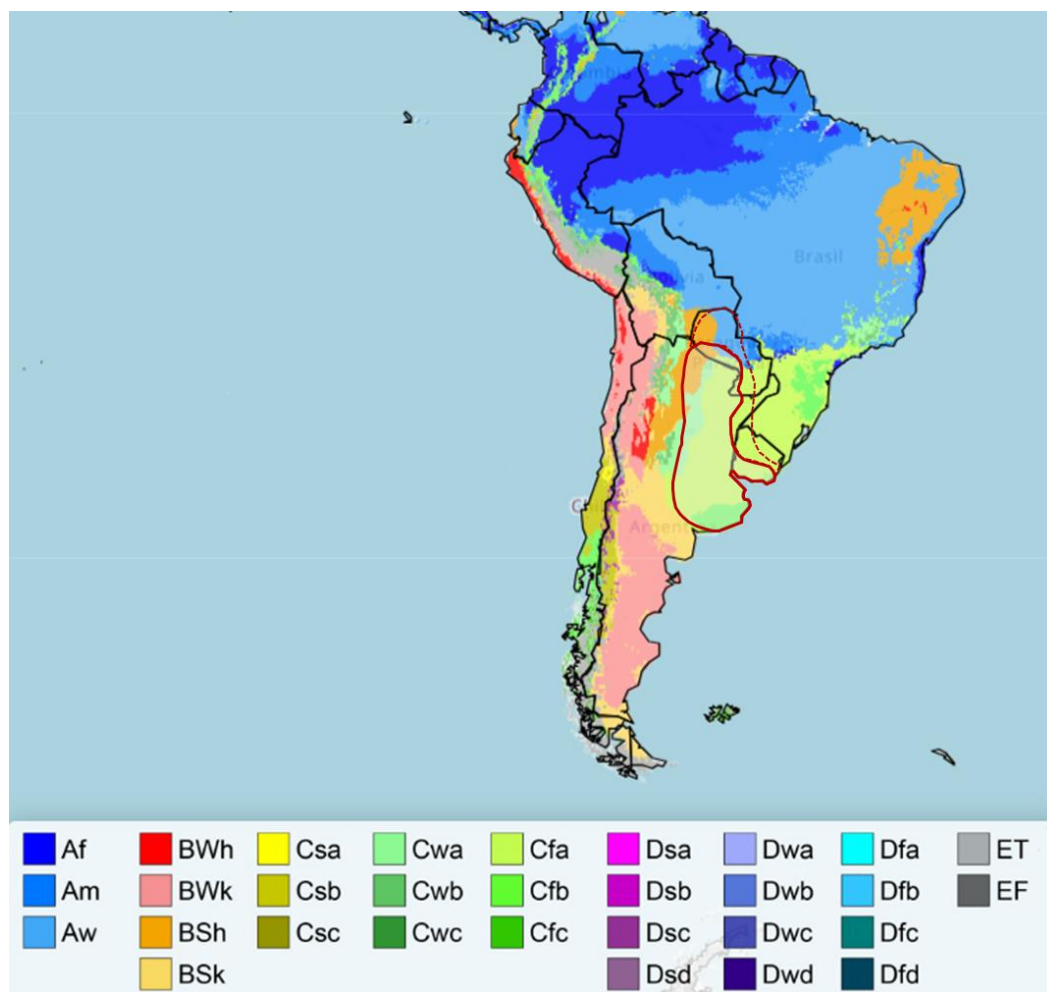 Brasil
Argen
Af BWh Csa Cwa Cfa Dsa Dwa Dfa ET
Am BWk Csb Cwb Cfb Dsb Dwb Dfb EF
Aw BSh Csc Cwc Cfc Dsc Dwc Dfc
BSk Dsd Dwd Dfd